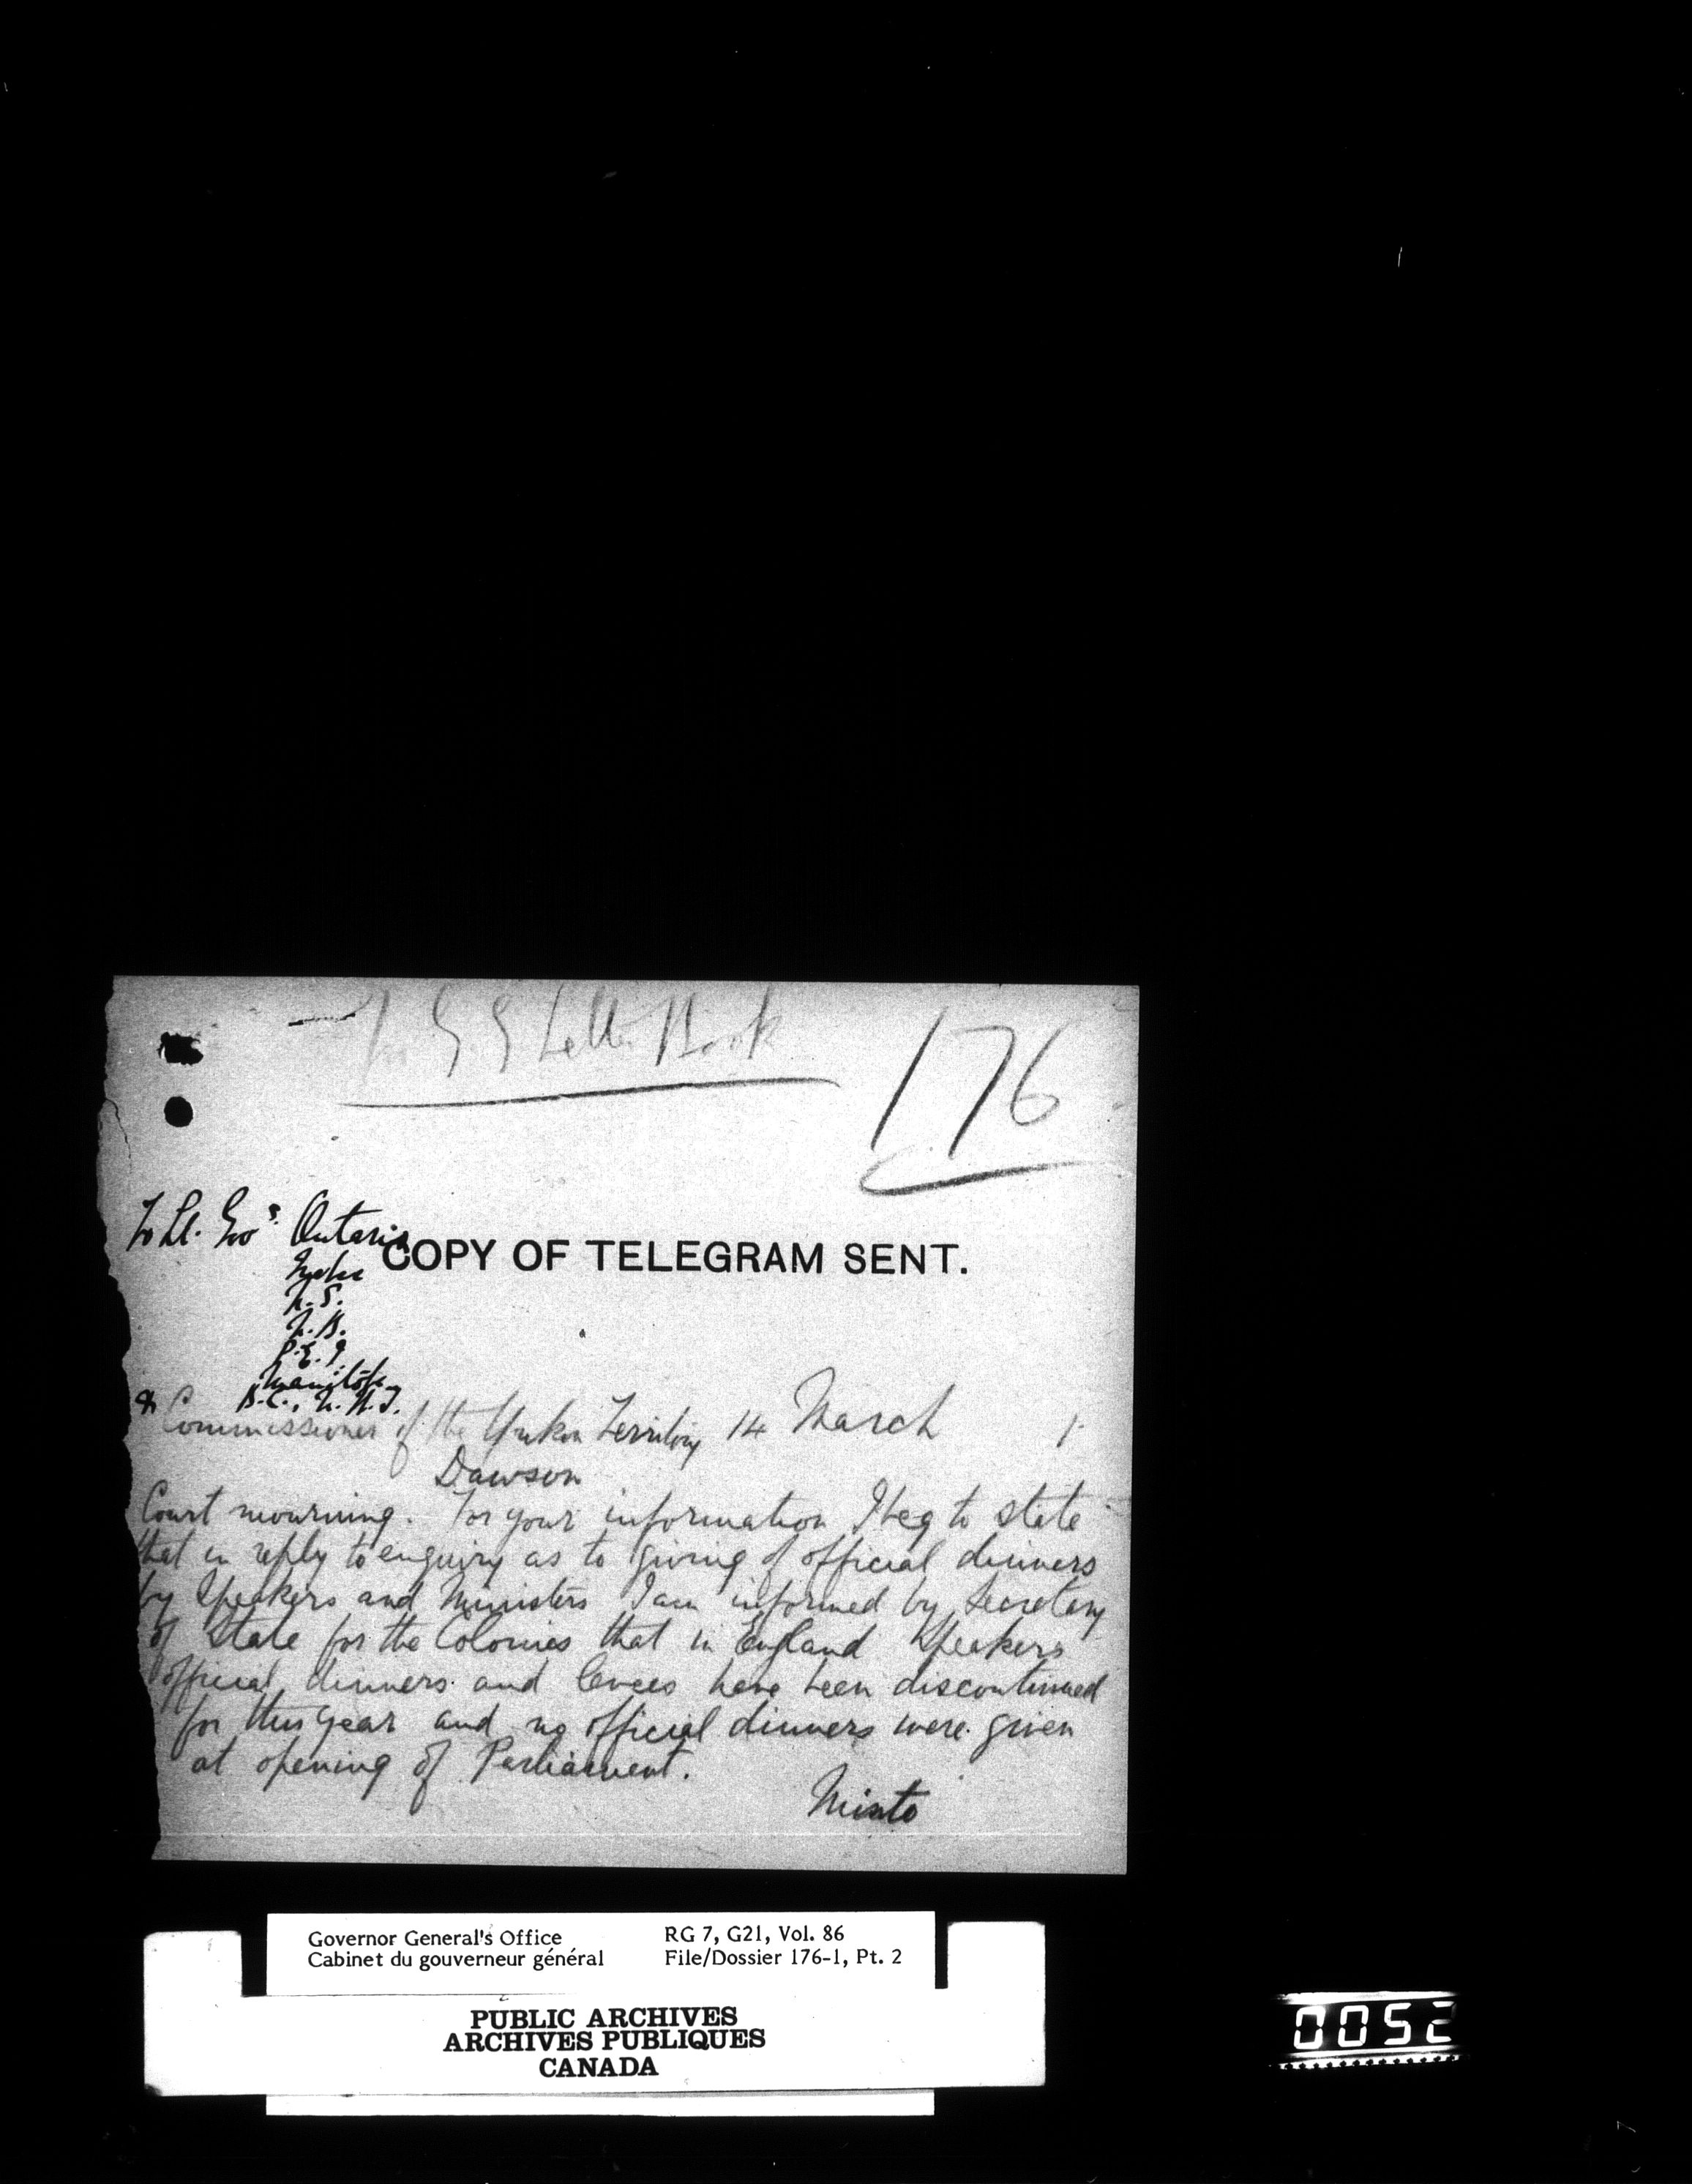 G G Letter Book
176
To Lt. Govs. Ontario
COPY OF TELEGRAM SENT.
N.S.
N.B.
P.E.I.
Manitoba
B.C., N.W.T.
& Commissioner of the Yukon Territory 14 March 1
Dawson
Court mourning. For your information I beg to state
that in reply to enquiry as to giving of official dinners
by Speakers and Ministers I am informed by Secretary
of State for the Colonies that in England Speakers
official dinners and levees have been discontinued
for this year and no official dinners were given
at opening of Parliament.
Minto
Governor General's Office RG 7, G21, Vol. 86
Cabinet du gouverneur général File/Dossier 176-1, Pt. 2
PUBLIC ARCHIVES
ARCHIVES PUBLIQUES
CANADA
0052